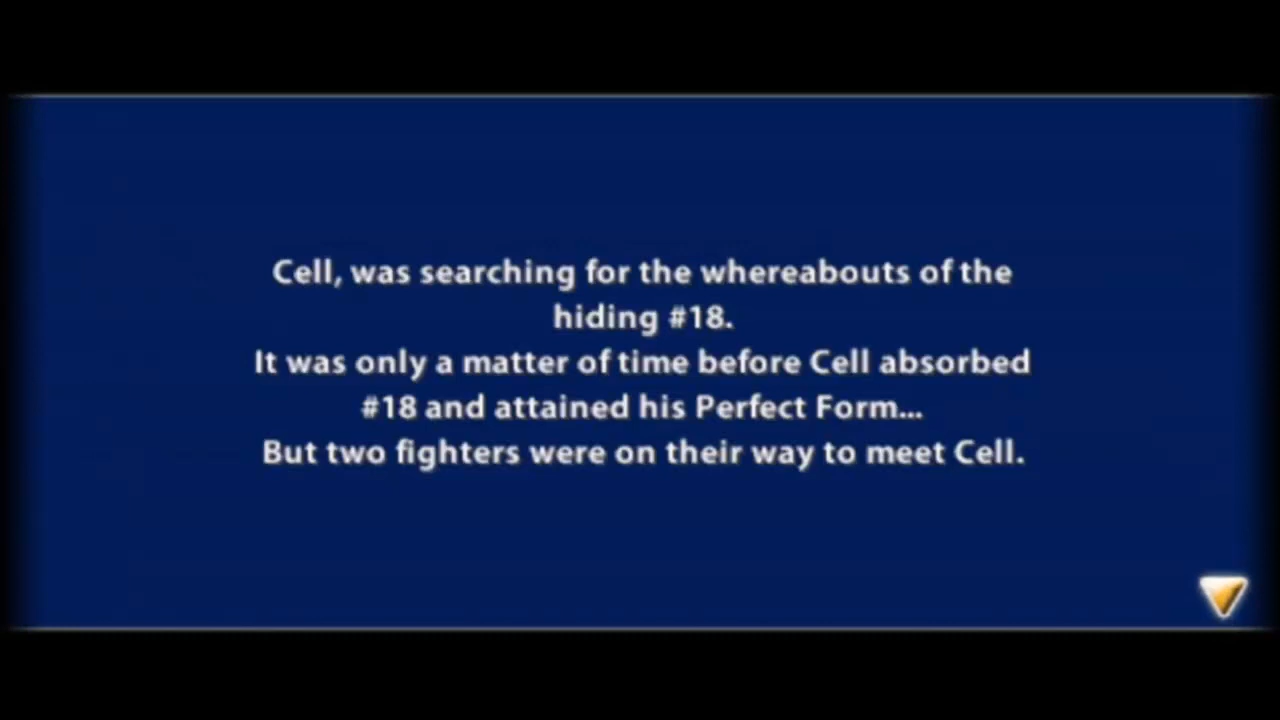 Cell, was searching for the whereabouts of the
hiding #18.
It was only a matter of time before Cell absorbed
#18 and attained his Perfect Form...
But two fighters were on their way to meet Cell.